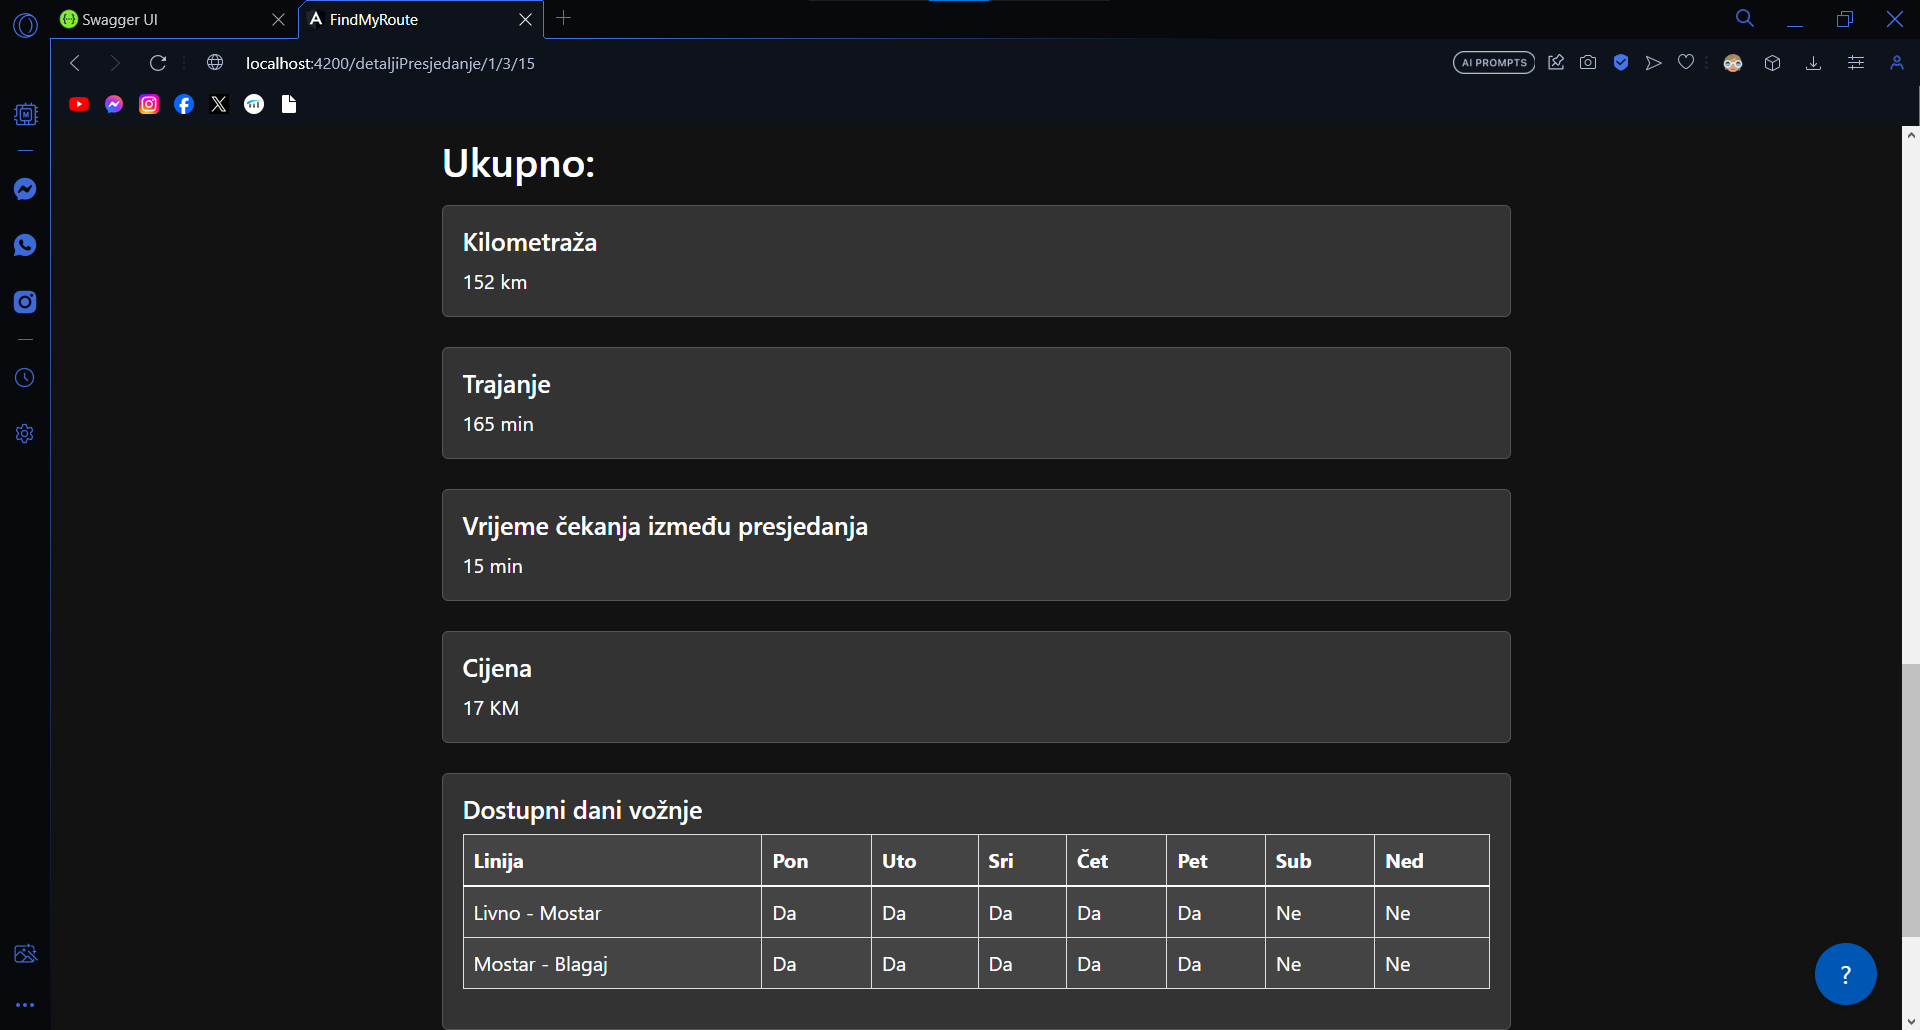 Swagger UI
FindMyRoute
localhost:4200/detaljiPresjedanje/1/3/15
AI PROMPTS
Ukupno:
Kilometraža
152 km
Trajanje
165 min
Vrijeme čekanja između presjedanja
15 min
Cijena
17 KM
Dostupni dani vožnje
Linija Pon Uto Sri Čet Pet Sub Ned
Livno - Mostar Da Da Da Da Da Ne Ne
Mostar - Blagaj Da Da Da Da Da Ne Ne
?